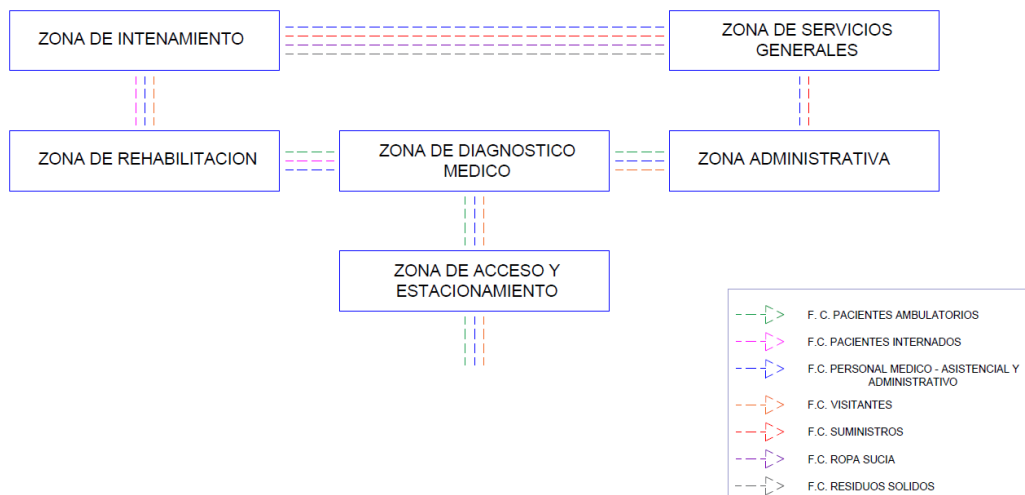 ZONA DE INTENAMIENTO
ZONA DE SERVICIOS
GENERALES
ZONA DE REHABILITACION
ZONA DE DIAGNOSTICO
MEDICO
ZONA ADMINISTRATIVA
ZONA DE ACCESO Y
ESTACIONAMIENTO
F. C. PACIENTES AMBULATORIOS
F.C. PACIENTES INTERNADOS
F.C. PERSONAL MEDICO - ASISTENCIAL Y
ADMINISTRATIVO
F.C. VISITANTES
F.C. SUMINISTROS
F.C. ROPA SUCIA
F.C. RESIDUOS SOLIDOS